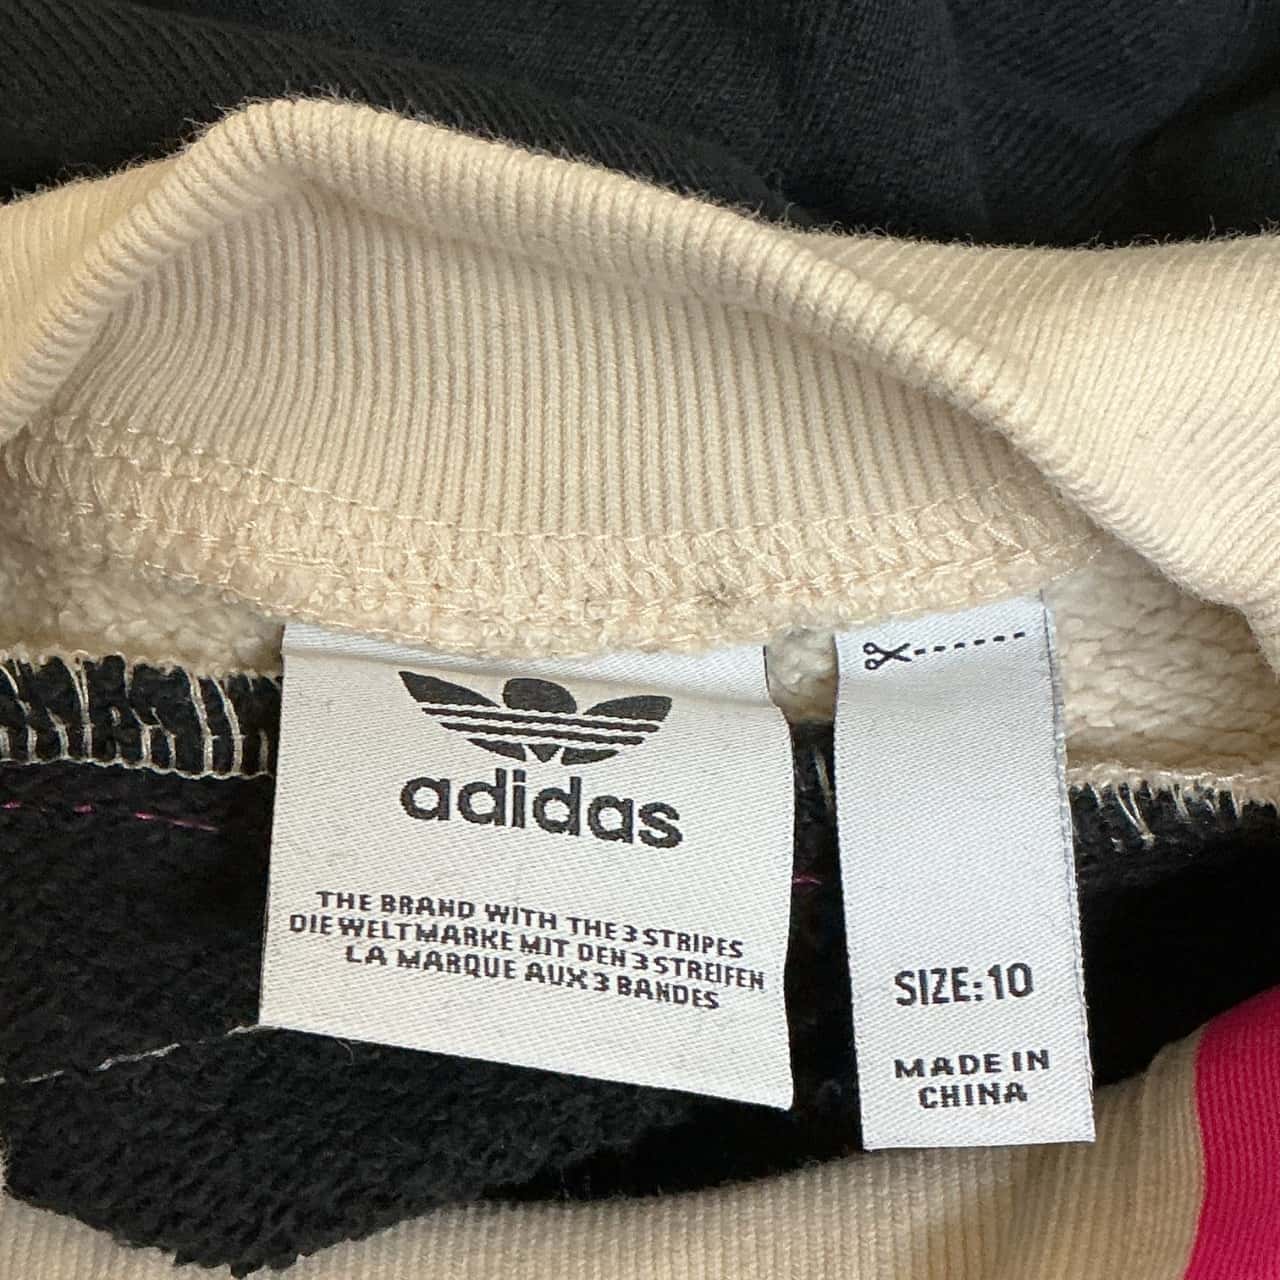 adidas
THE BRAND WITH THE 3 STRIPES
DIE WELTMARKE MIT DEN 3 STREIFEN
LA MARQUE AUX 3 BANDES
SIZE: 10
MADE IN
CHINA